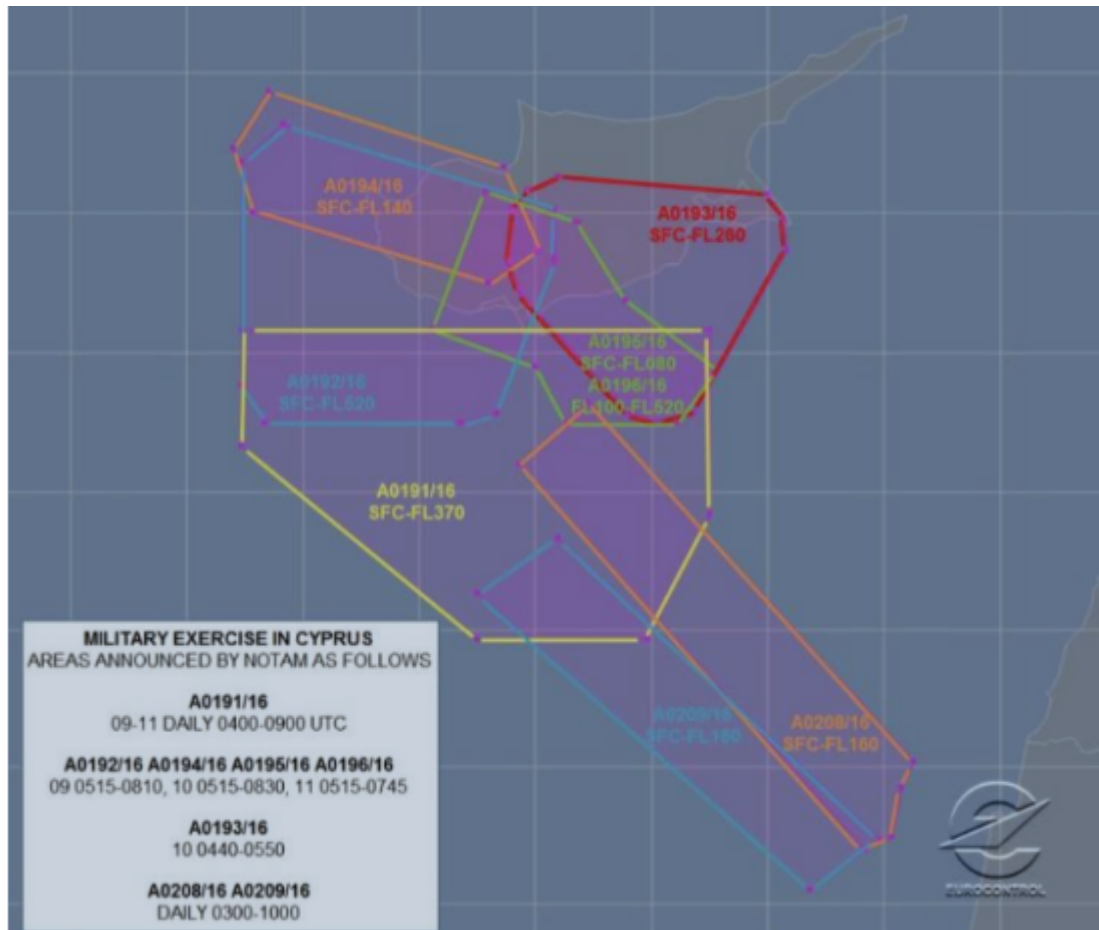 A0194/16
SFC-FL140
A0193/16
SFC-FL260
A0195/16
SFC-FL080
A0196/16
FL100-FL520
A0192/16
SFC-FL520
A0191/16
SFC-FL370
A0209/16
SFC-FL160
A0208/16
SFC-FL160
MILITARY EXERCISE IN CYPRUS
AREAS ANNOUNCED BY NOTAM AS FOLLOWS
A0191/16
09-11 DAILY 0400-0900 UTC
A0192/16 A0194/16 A0195/16 A0196/16
09 0515-0810, 10 0515-0830, 11 0515-0745
A0193/16
10 0440-0550
A0208/16 A0209/16
DAILY 0300-1000
EUROCONTROL